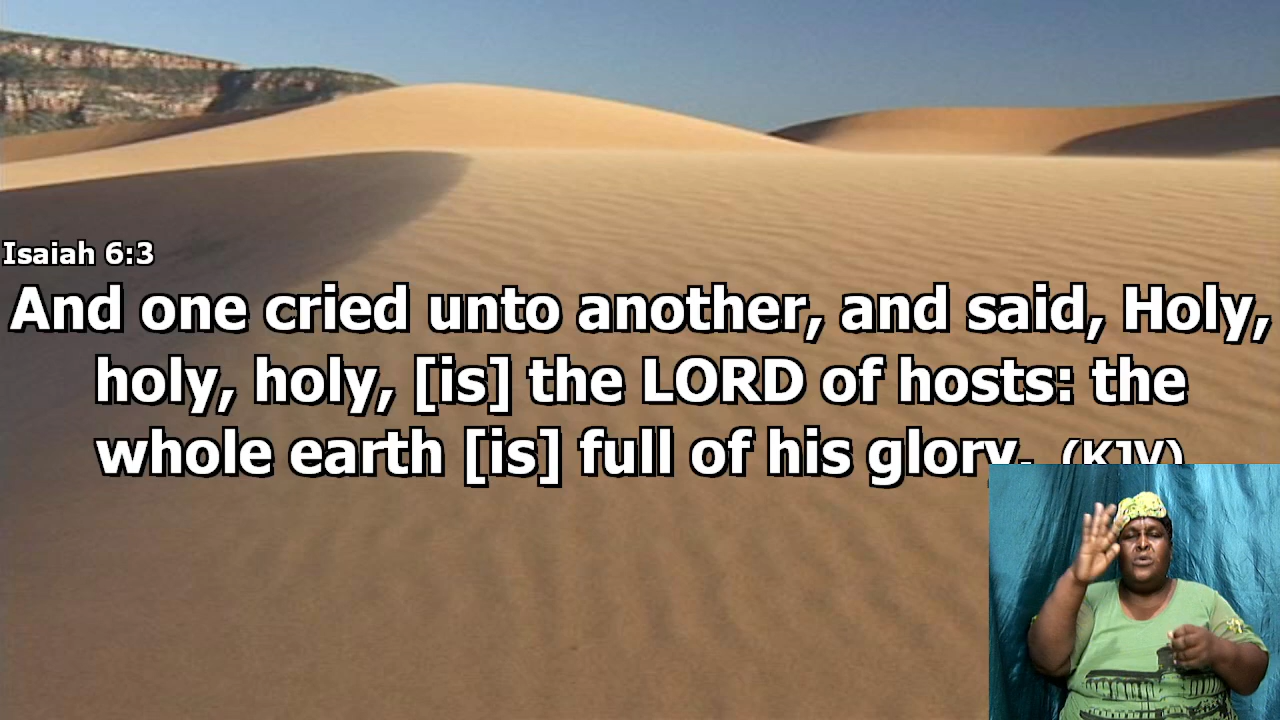 Isaiah 6:3
And one cried unto another, and said, Holy,
holy, holy, [is] the LORD of hosts: the
whole earth [is] full of his glory. (KJV)